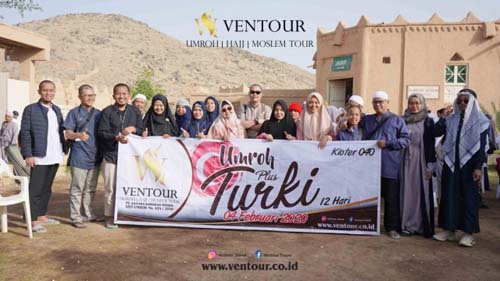 VENTOUR
UMROH | HAJJ | MOSLEM TOUR
Kloter 040
Umroh
Plus
Turki
12 Hari
04 Februari 2020
VENTOUR
www.ventour.co.id
www.ventour.co.id